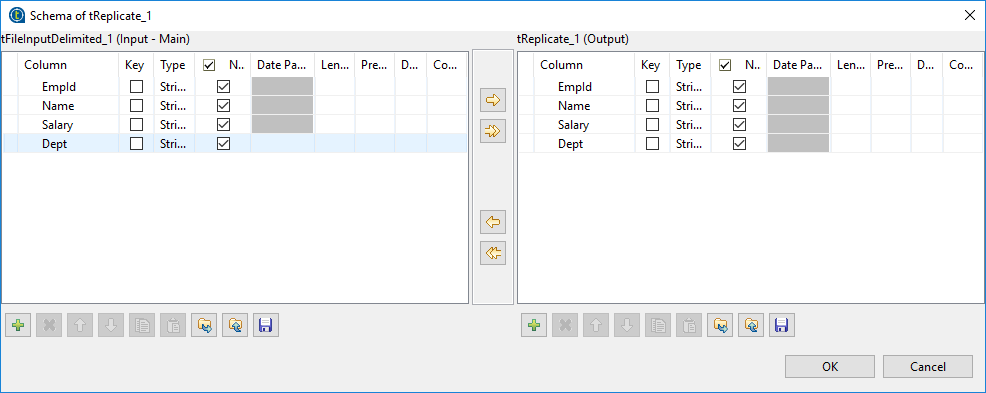 Schema of tReplicate_1
tFileInputDelimited_1 (Input - Main)
Column Key Type N.. Date Pa... Len... Pre... D... Co...
EmpId Stri...
Name Stri...
Salary Stri...
Dept Stri...
tReplicate_1 (Output)
Column Key Type N.. Date Pa... Len... Pre... D... Co...
EmpId Stri...
Name Stri...
Salary Stri...
Dept Stri...
OK Cancel